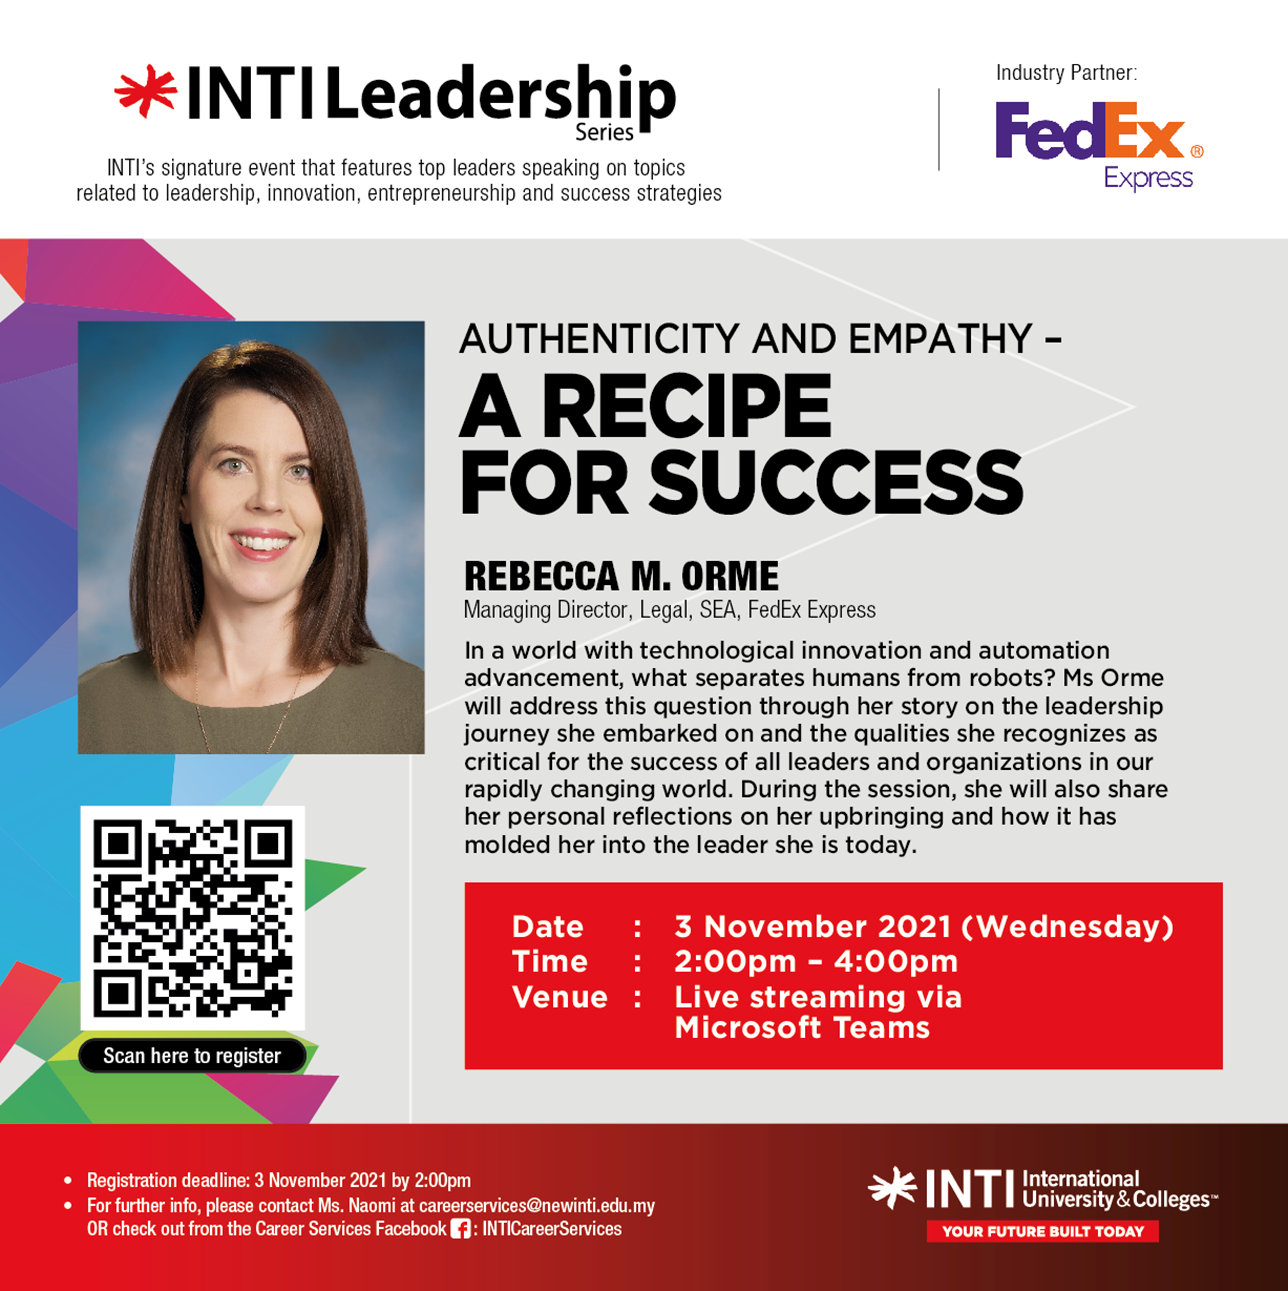 INTI Leadership
Series
INTI's signature event that features top leaders speaking on topics
related to leadership, innovation, entrepreneurship and success strategies
Industry Partner:
FedEx®
Express
AUTHENTICITY AND EMPATHY –
A RECIPE
FOR SUCCESS
REBECCA M. ORME
Managing Director, Legal, SEA, FedEx Express
In a world with technological innovation and automation
advancement, what separates humans from robots? Ms Orme
will address this question through her story on the leadership
journey she embarked on and the qualities she recognizes as
critical for the success of all leaders and organizations in our
rapidly changing world. During the session, she will also share
her personal reflections on her upbringing and how it has
molded her into the leader she is today.
Date : 3 November 2021 (Wednesday)
Time : 2:00pm – 4:00pm
Venue : Live streaming via
Microsoft Teams
Scan here to register
• Registration deadline: 3 November 2021 by 2:00pm
• For further info, please contact Ms. Naomi at careerservices@newinti.edu.my
OR check out from the Career Services Facebook f : INTICareerServices
INTI International
University & Colleges™
YOUR FUTURE BUILT TODAY